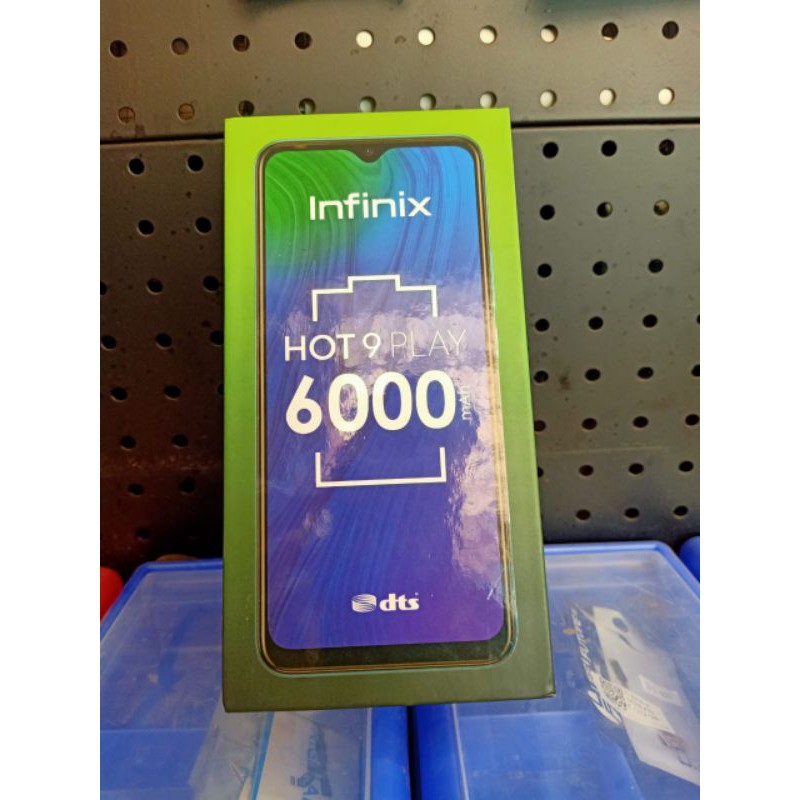 Infinix
HOT 9 PLAY
6000 mAh
dts